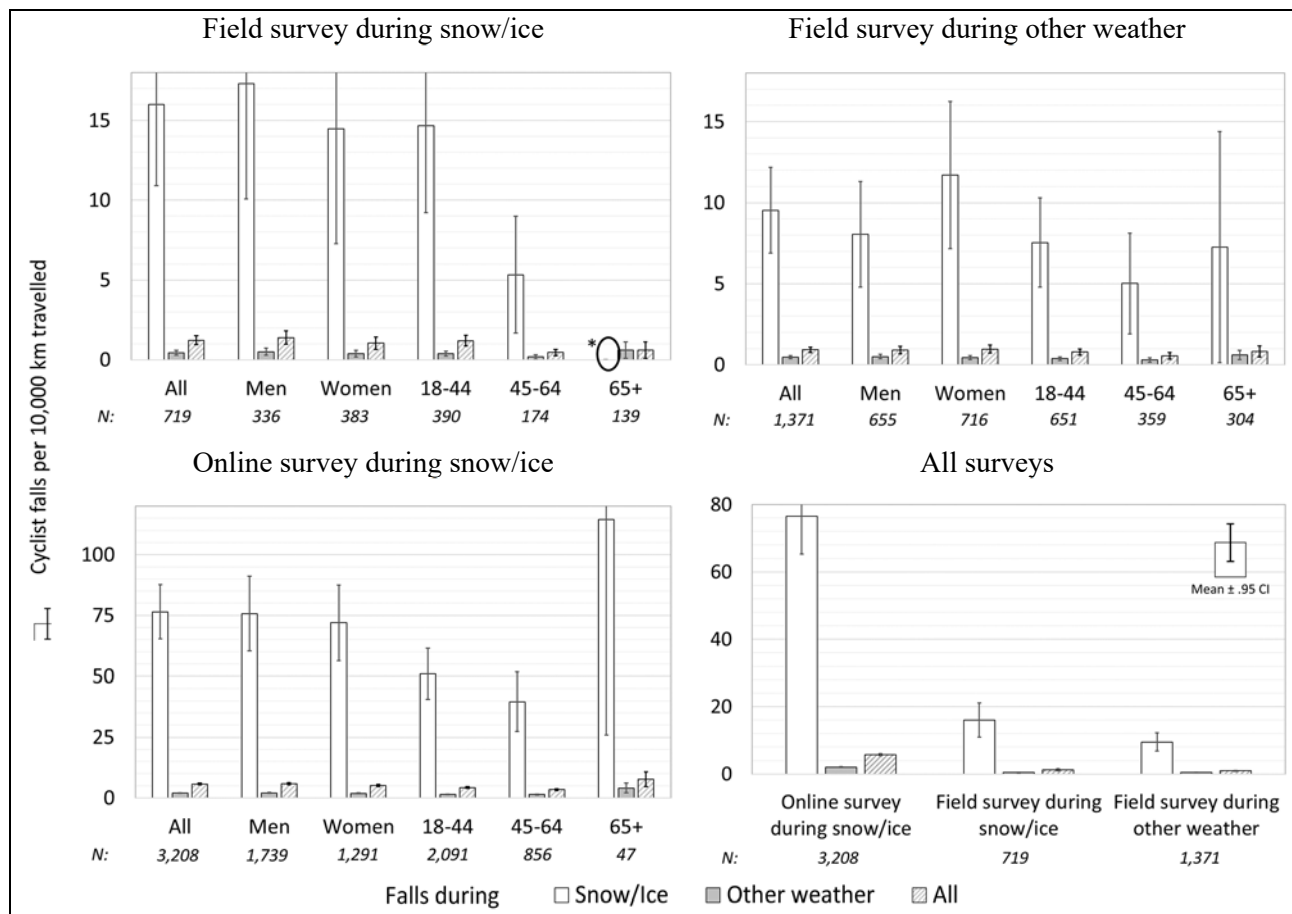 Field survey during snow/ice
Field survey during other weather
15
10
5
0
*
All Men Women 18-44 45-64 65+
N: 719 336 383 390 174 139
15
10
5
0
All Men Women 18-44 45-64 65+
N: 1,371 655 716 651 359 304
Cyclist falls per 10,000 km travelled
Online survey during snow/ice
All surveys
100
75
50
25
0
All Men Women 18-44 45-64 65+
N: 3,208 1,739 1,291 2,091 856 47
80
60
40
20
0
Mean ± .95 CI
Online survey during snow/ice
Field survey during snow/ice
Field survey during other weather
N: 3,208 719 1,371
Falls during Snow/Ice Other weather All